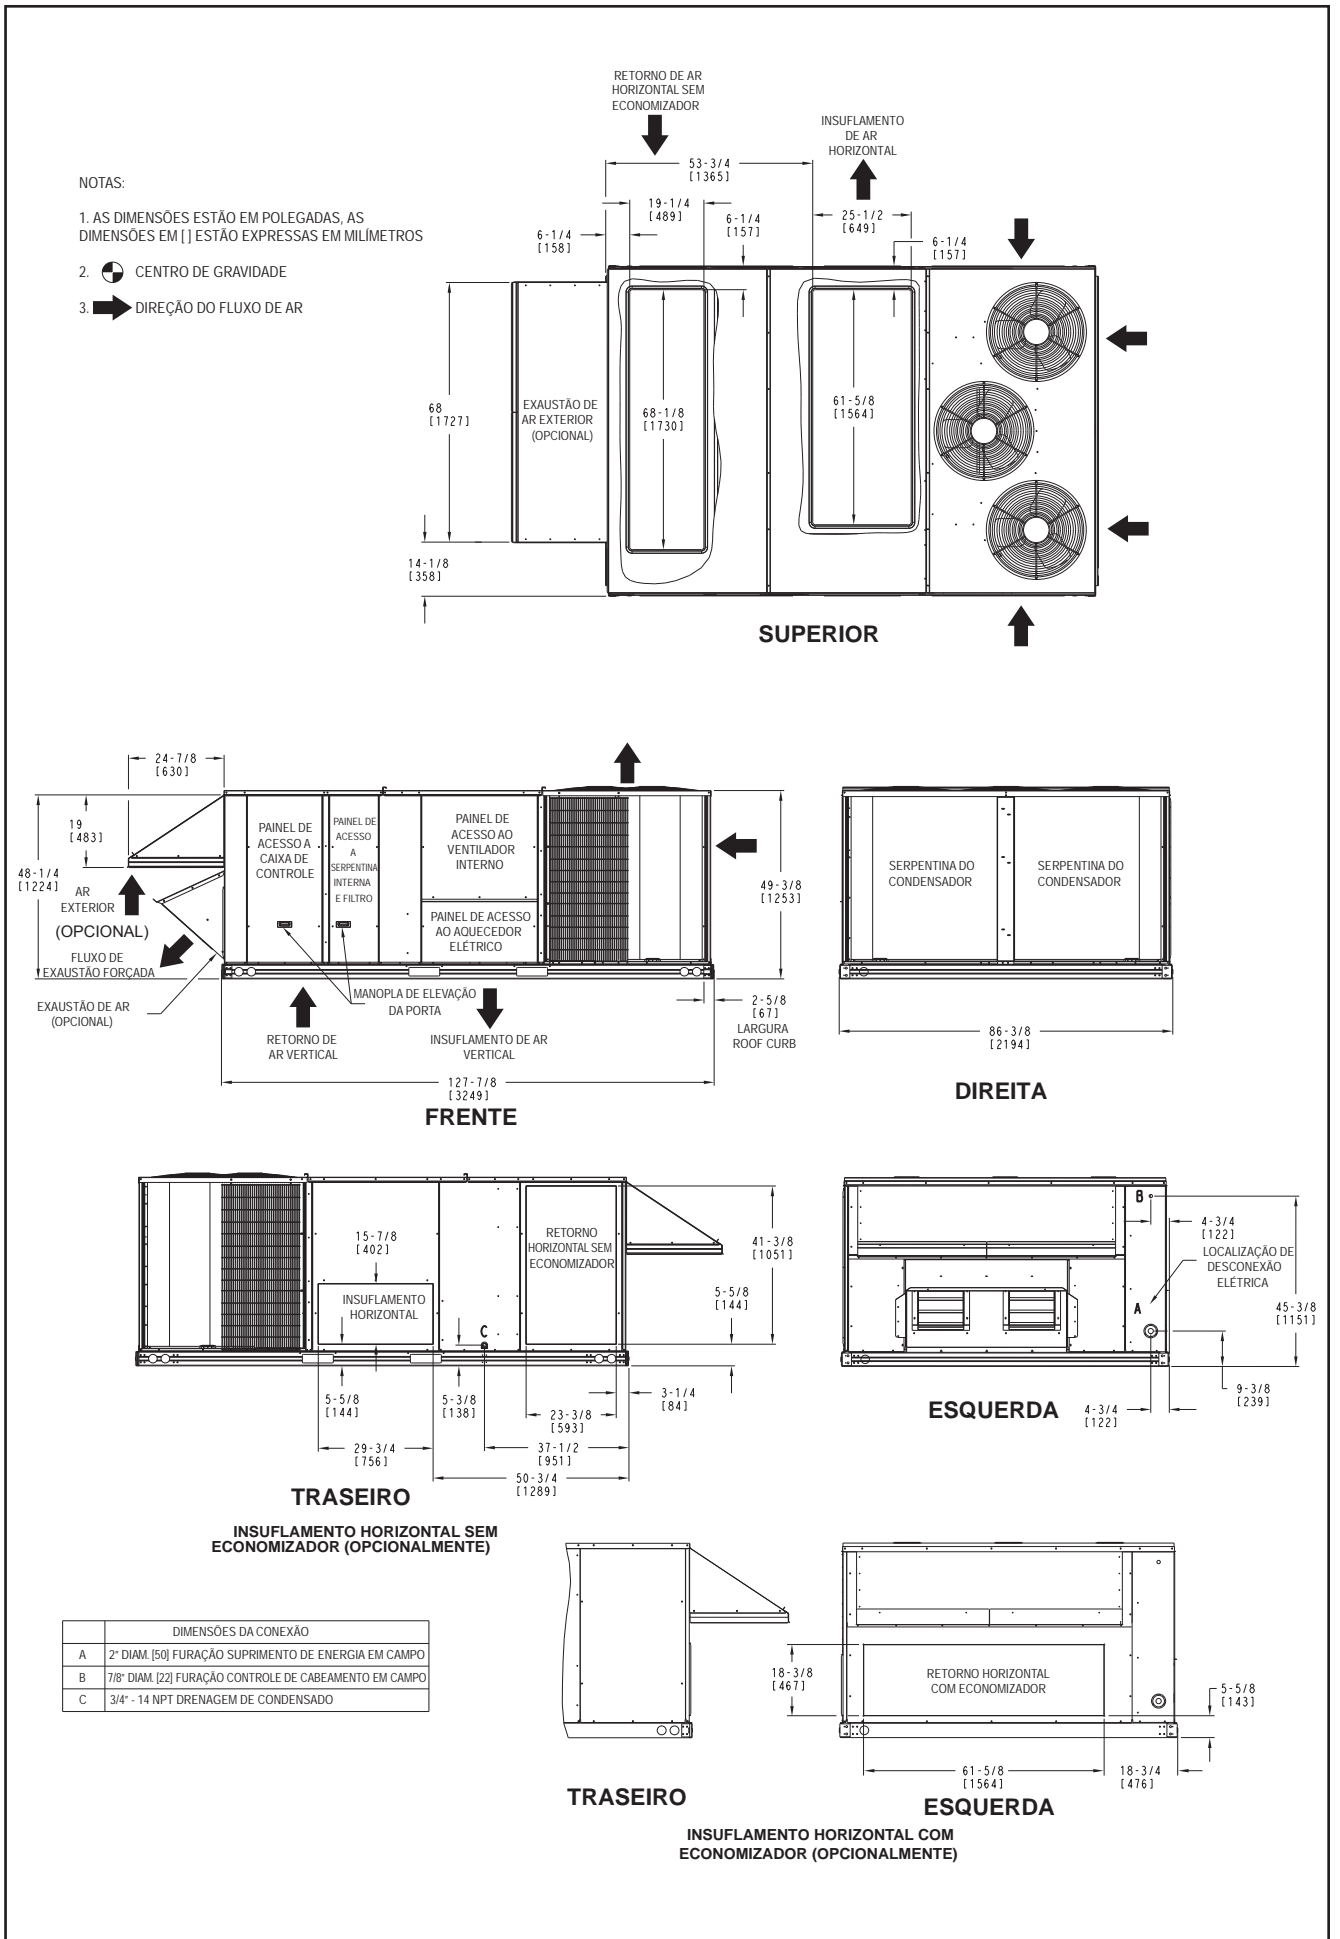 RETORNO DE AR
HORIZONTAL SEM
ECONOMIZADOR
INSUFLAMENTO
DE AR
HORIZONTAL
53-3/4
[1365]
19-1/4
[489]
6-1/4
[157]
25-1/2
[649]
6-1/4
[158]
6-1/4
[157]
NOTAS:
1. AS DIMENSÕES ESTÃO EM POLEGADAS, AS
DIMENSÕES EM [ ] ESTÃO EXPRESSAS EM MILÍMETROS
2. CENTRO DE GRAVIDADE
3. DIREÇÃO DO FLUXO DE AR
68
[1727]
EXAUSTÃO DE
AR EXTERIOR
(OPCIONAL)
68-1/8
[1730]
61-5/8
[1564]
14-1/8
[358]
SUPERIOR
24-7/8
[630]
19
[483]
48-1/4
[1224]
AR
EXTERIOR
(OPCIONAL)
FLUXO DE
EXAUSTÃO FORÇADA
EXAUSTÃO DE AR
(OPCIONAL)
PAINEL DE
ACESSO A
CAIXA DE
CONTROLE
PAINEL DE
ACESSO
A
SERPENTINA
INTERNA
E FILTRO
PAINEL DE
ACESSO AO
VENTILADOR
INTERNO
PAINEL DE ACESSO
AO AQUECEDOR
ELÉTRICO
49-3/8
[1253]
MANOPLA DE ELEVAÇÃO
DA PORTA
RETORNO DE
AR VERTICAL
INSUFLAMENTO DE AR
VERTICAL
2-5/8
[67]
LARGURA
ROOF CURB
127-7/8
[3249]
FRENTE
SERPENTINA DO
CONDENSADOR
SERPENTINA DO
CONDENSADOR
86-3/8
[2194]
DIREITA
15-7/8
[402]
INSUFLAMENTO
HORIZONTAL
C
RETORNO
HORIZONTAL SEM
ECONOMIZADOR
41-3/8
[1051]
5-5/8
[144]
5-5/8
[144]
5-3/8
[138]
3-1/4
[84]
23-3/8
[593]
29-3/4
[756]
37-1/2
[951]
50-3/4
[1289]
TRASEIRO
INSUFLAMENTO HORIZONTAL SEM
ECONOMIZADOR (OPCIONALMENTE)
B
4-3/4
[122]
LOCALIZAÇÃO DE
DESCONEXÃO
ELÉTRICA
A
45-3/8
[1151]
9-3/8
[239]
4-3/4
[122]
ESQUERDA
DIMENSÕES DA CONEXÃO
A 2" DIAM. [50] FURAÇÃO SUPRIMENTO DE ENERGIA EM CAMPO
B 7/8" DIAM. [22] FURAÇÃO CONTROLE DE CABEAMENTO EM CAMPO
C 3/4" - 14 NPT DRENAGEM DE CONDENSADO
TRASEIRO
18-3/8
[467]
RETORNO HORIZONTAL
COM ECONOMIZADOR
5-5/8
[143]
61-5/8
[1564]
18-3/4
[476]
ESQUERDA
INSUFLAMENTO HORIZONTAL COM
ECONOMIZADOR (OPCIONALMENTE)